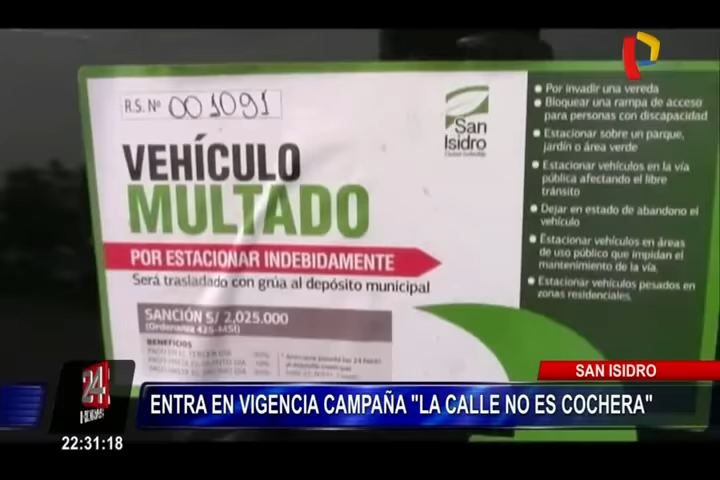 R.S. Nº 001091
San
Isidro
VEHÍCULO
MULTADO
POR ESTACIONAR INDEBIDAMENTE
Será trasladado con grúa al depósito municipal
SANCIÓN S/ 2,025.000
(Ordenanza 425-MSI)
BENEFICIOS
Por invadir una vereda
Bloquear una rampa de acceso
para personas con discapacidad
Estacionar sobre un parque,
jardín o área verde
Estacionar vehículos en la vía
pública afectando el libre
tránsito
Dejar en estado de abandono el
vehículo
Estacionar vehículos en áreas
de uso público que impidan el
mantenimiento de la vía.
Estacionar vehículos pesados en
zonas residenciales.
SAN ISIDRO
24
HORAS
ENTRA EN VIGENCIA CAMPAÑA "LA CALLE NO ES COCHERA"
22:31:18